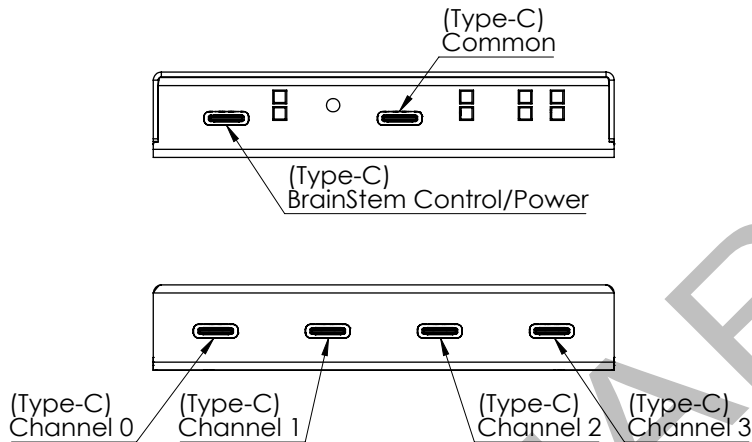 (Type-C)
Common
(Type-C)
BrainStem Control/Power
(Type-C)
Channel 0
(Type-C)
Channel 1
(Type-C)
Channel 2
(Type-C)
Channel 3